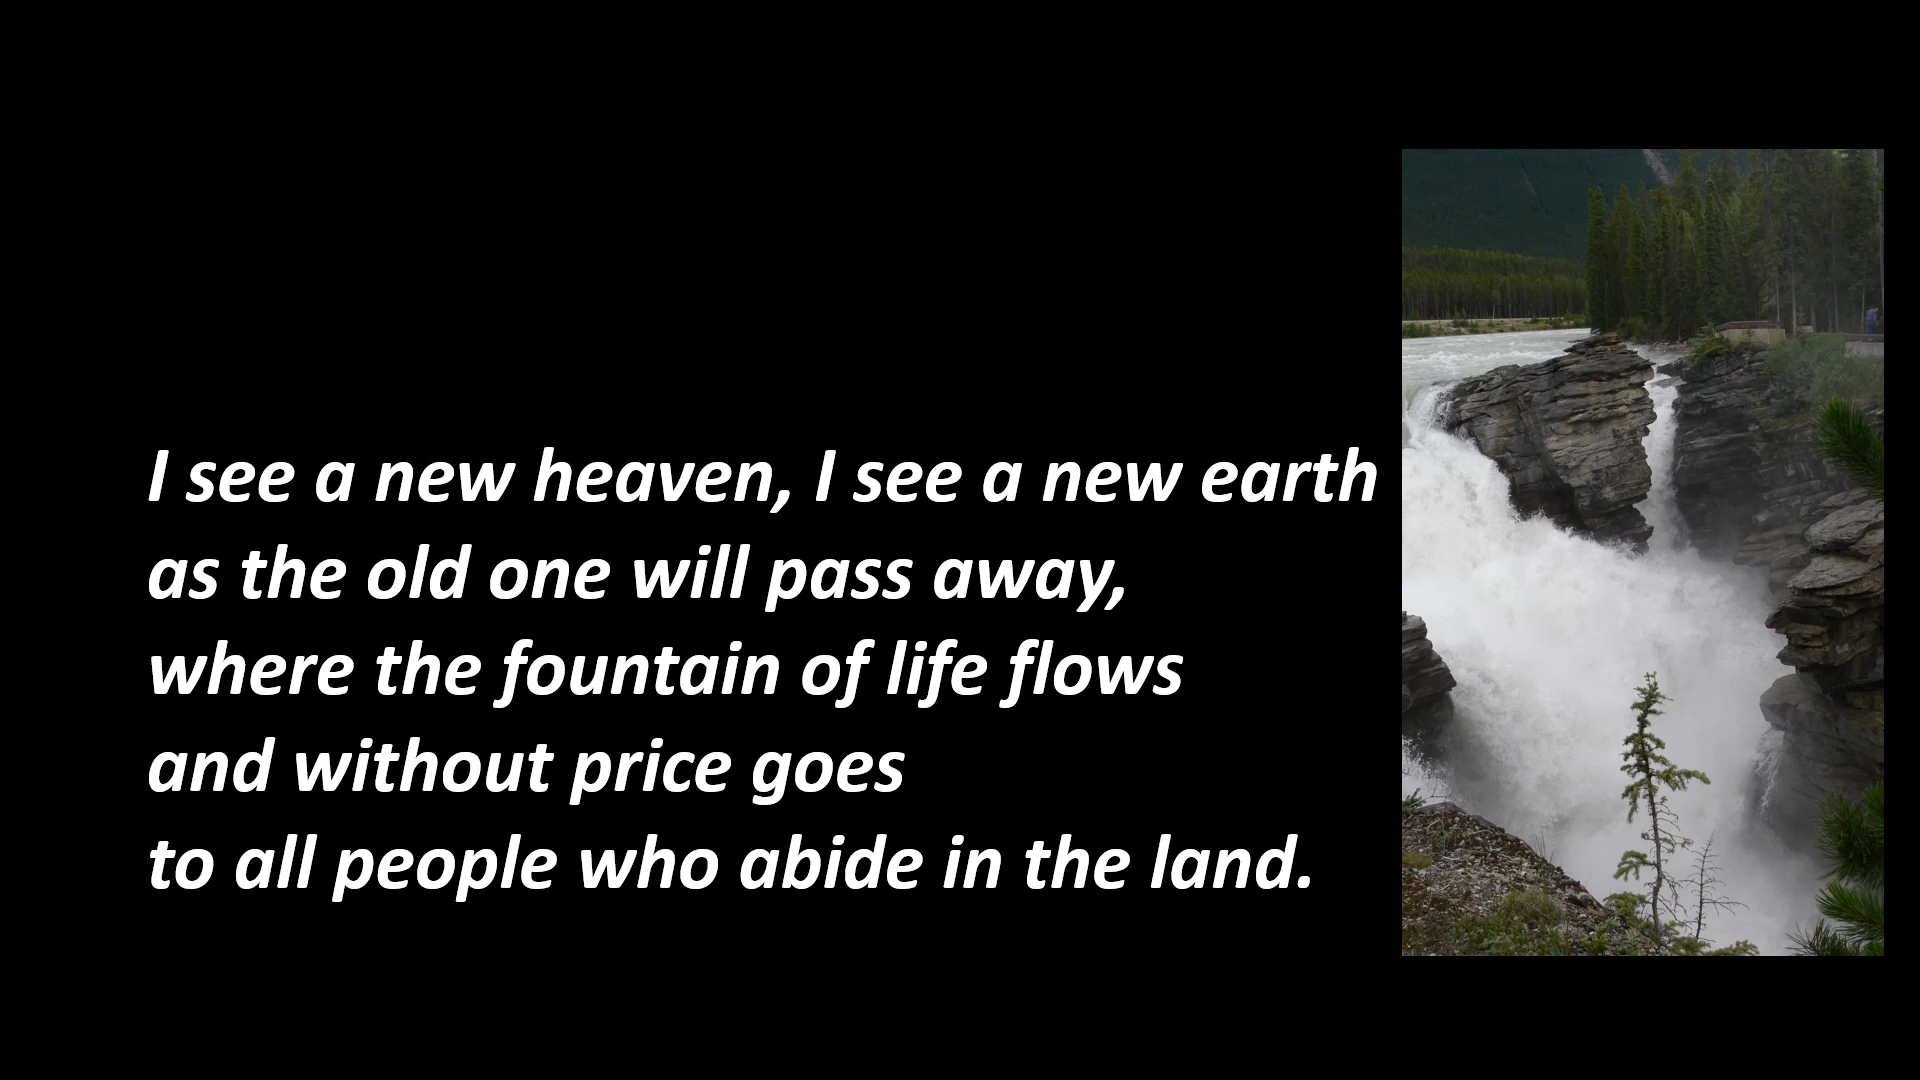 I see a new heaven, I see a new earth
as the old one will pass away,
where the fountain of life flows
and without price goes
to all people who abide in the land.